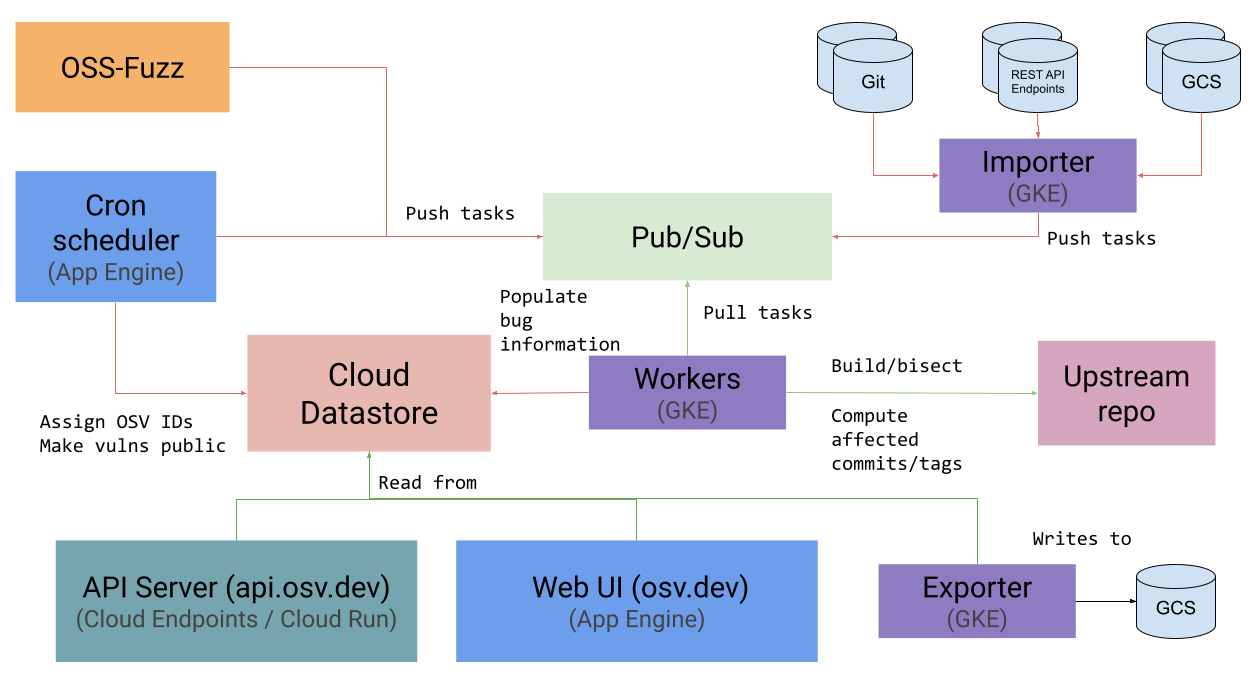 OSS-Fuzz
Git
REST API
Endpoints
GCS
Importer
(GKE)
Cron
scheduler
(App Engine)
Push tasks
Pub/Sub
Push tasks
Populate
bug
information
Pull tasks
Cloud
Datastore
Workers
(GKE)
Build/bisect
Compute
affected
commits/tags
Upstream
repo
Assign OSV IDs
Make vulns public
Read from
API Server (api.osv.dev)
(Cloud Endpoints / Cloud Run)
Web UI (osv.dev)
(App Engine)
Exporter
(GKE)
Writes to
GCS